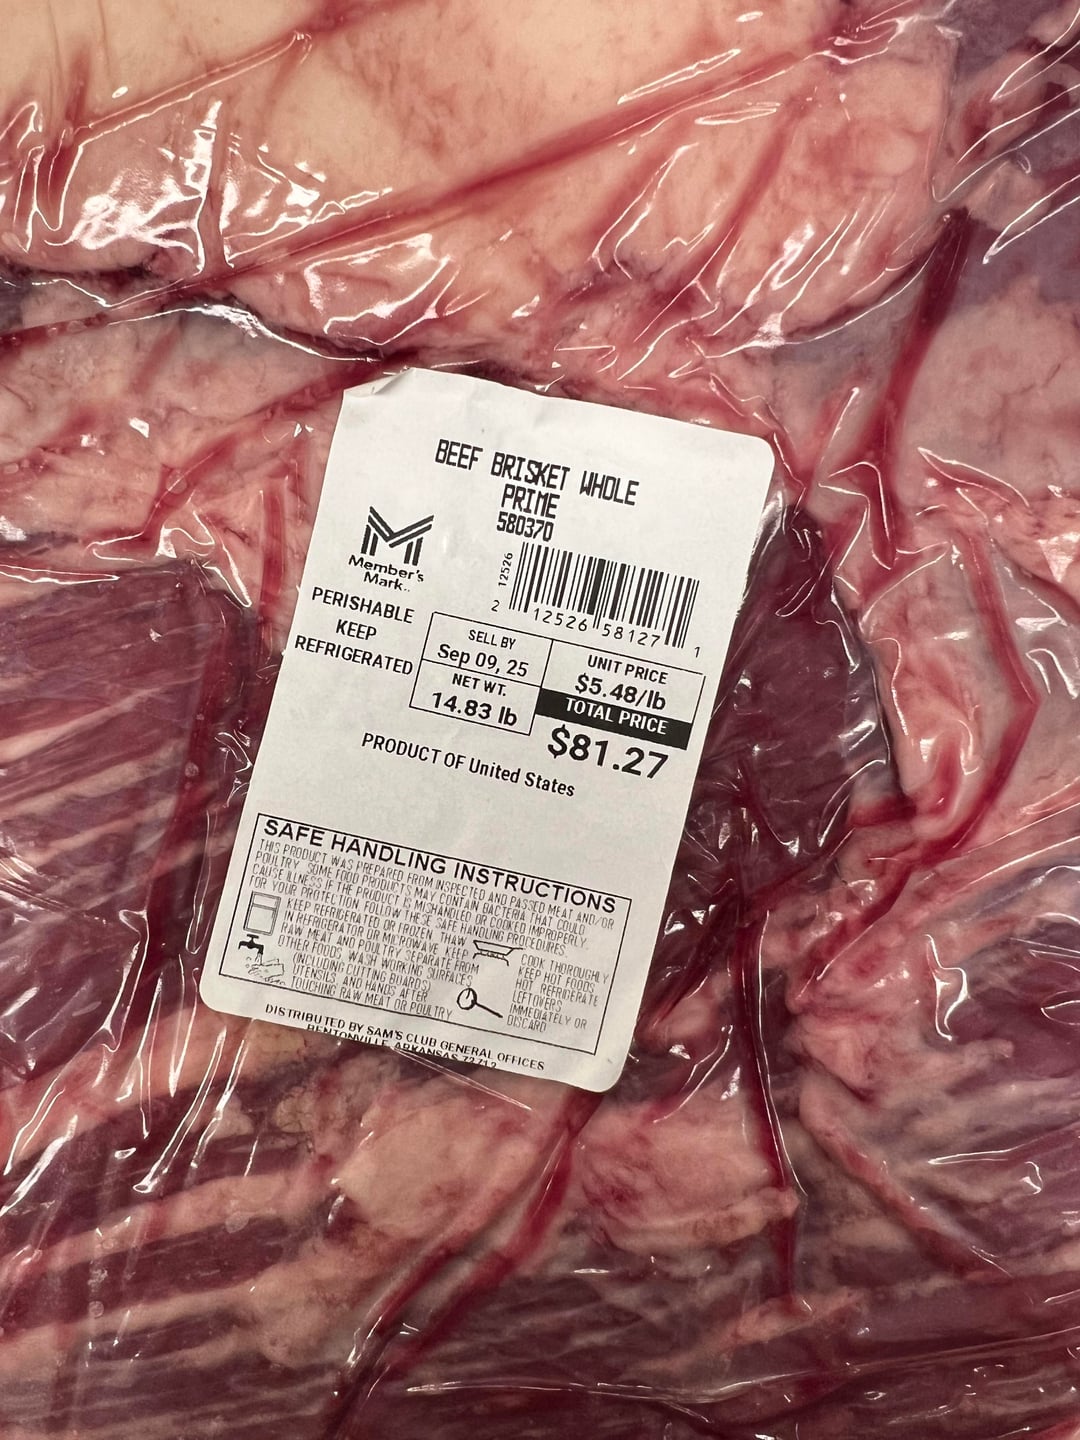 BEEF BRISKET WHOLE
PRIME
580370
Member's
Mark™
PERISHABLE
KEEP
REFRIGERATED
12526
2 12526 58127 1
SELL BY
Sep 09, 25
NET WT.
14.83 lb
UNIT PRICE
$5.48/lb
TOTAL PRICE
$81.27
PRODUCT OF United States
SAFE HANDLING INSTRUCTIONS
THIS PRODUCT WAS PREPARED FROM INSPECTED AND PASSED MEAT AND/OR
POULTRY. SOME FOOD PRODUCTS MAY CONTAIN BACTERIA THAT COULD
CAUSE ILLNESS IF THE PRODUCT IS MISHANDLED OR COOKED IMPROPERLY.
FOR YOUR PROTECTION, FOLLOW THESE SAFE HANDLING PROCEDURES.
KEEP REFRIGERATED OR FROZEN. THAW
IN REFRIGERATOR OR MICROWAVE. KEEP
RAW MEAT AND POULTRY SEPARATE FROM
OTHER FOODS. WASH WORKING SURFACES
(INCLUDING CUTTING BOARDS)
UTENSILS, AND HANDS AFTER
TOUCHING RAW MEAT OR POULTRY
COOK THOROUGHLY
KEEP HOT FOODS
HOT. REFRIGERATE
LEFTOVERS
IMMEDIATELY OR
DISCARD
DISTRIBUTED BY SAM'S CLUB GENERAL OFFICES
BENTONVILLE, ARKANSAS 72712